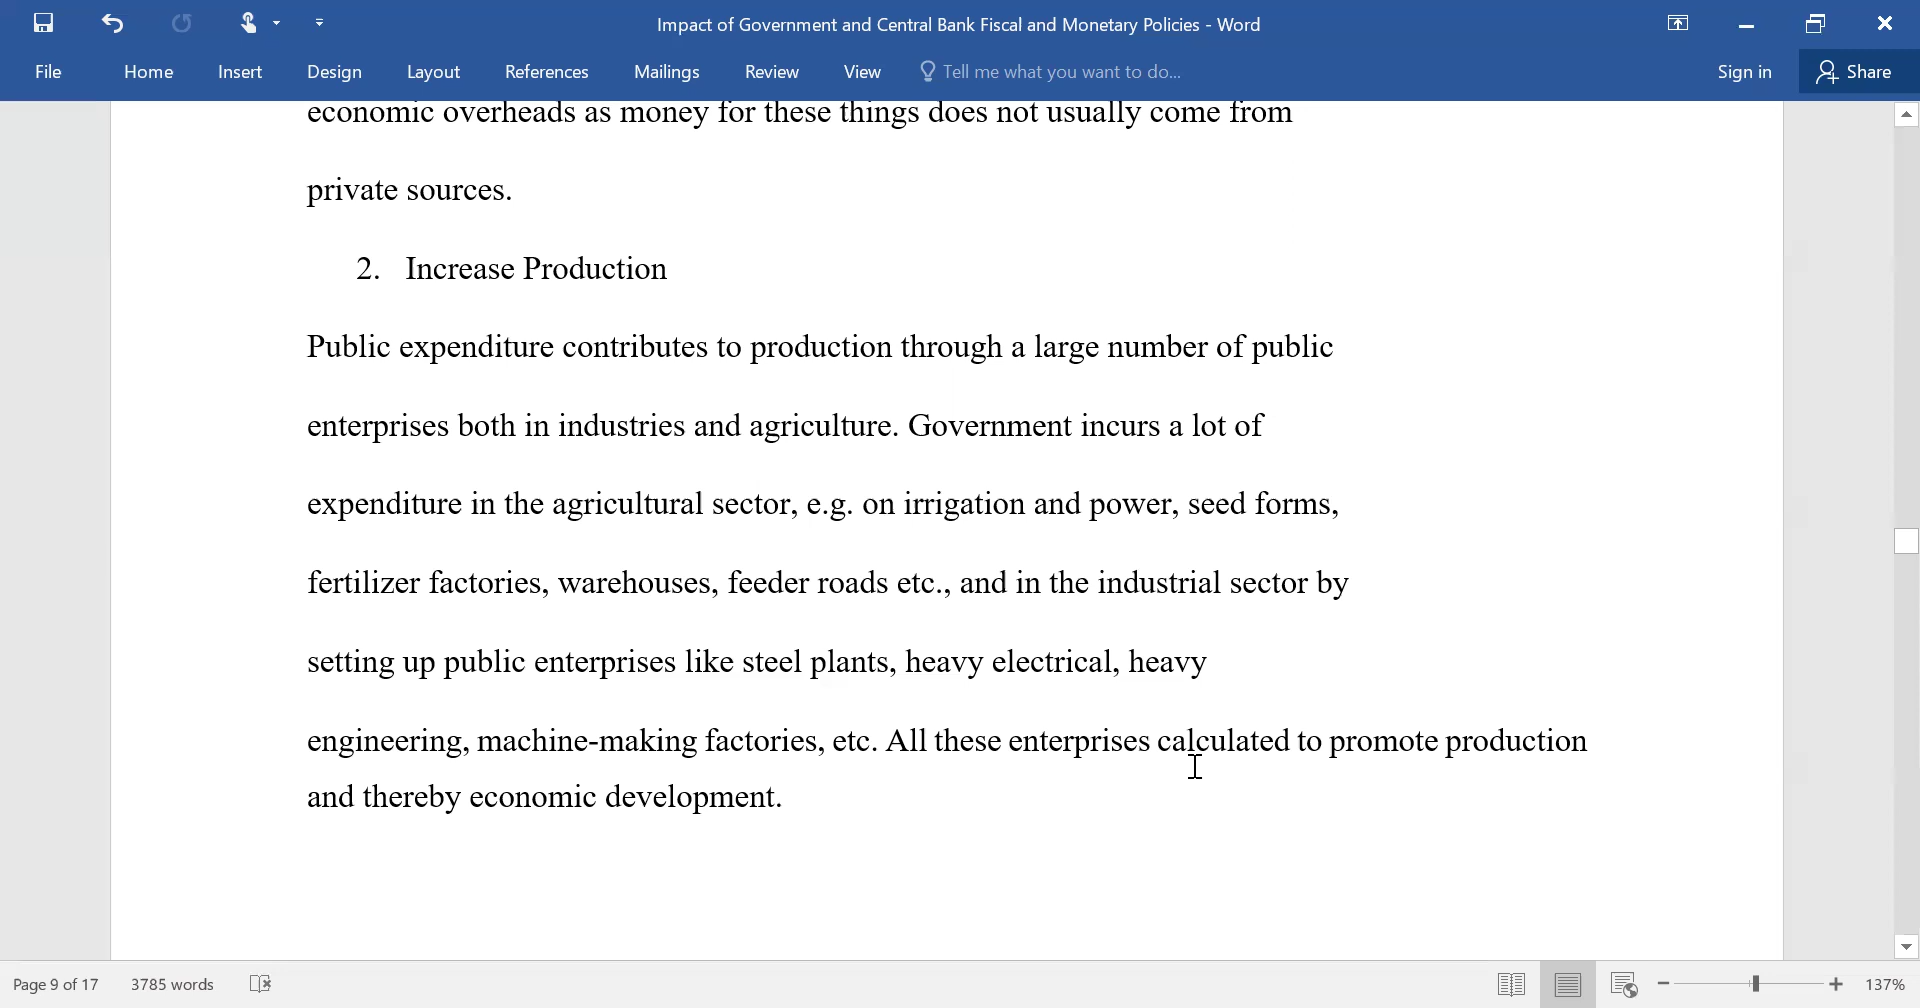 Impact of Government and Central Bank Fiscal and Monetary Policies - Word
File Home Insert Design Layout References Mailings Review View Tell me what you want to do... Sign in Share
economic overheads as money for these things does not usually come from
private sources.
2. Increase Production
Public expenditure contributes to production through a large number of public
enterprises both in industries and agriculture. Government incurs a lot of
expenditure in the agricultural sector, e.g. on irrigation and power, seed forms,
fertilizer factories, warehouses, feeder roads etc., and in the industrial sector by
setting up public enterprises like steel plants, heavy electrical, heavy
engineering, machine-making factories, etc. All these enterprises calculated to promote production
and thereby economic development.
Page 9 of 17 3785 words 137%